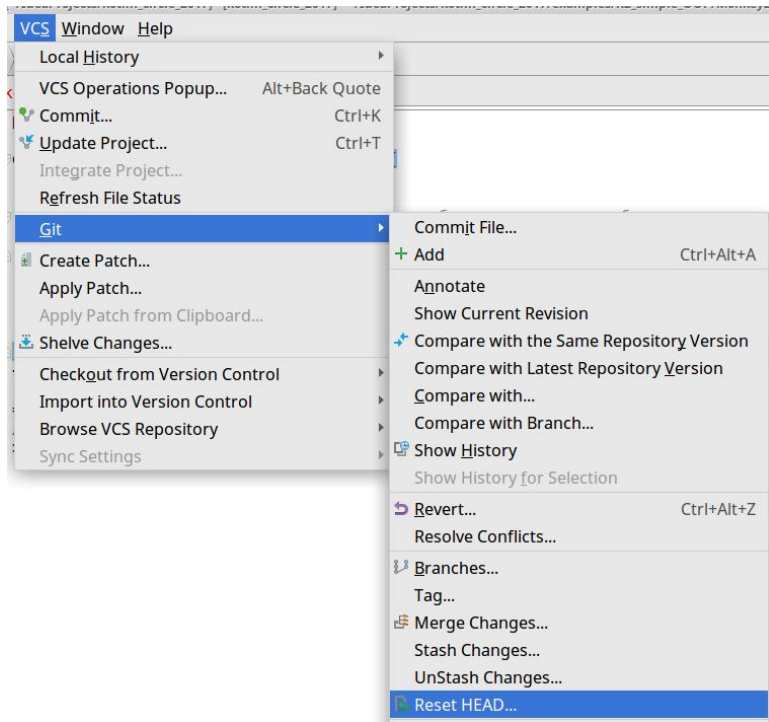 VCS Window Help
Local History
VCS Operations Popup... Alt+Back Quote
Commit... Ctrl+K
Update Project... Ctrl+T
Integrate Project...
Refresh File Status
Git
Create Patch...
Apply Patch...
Apply Patch from Clipboard...
Shelve Changes...
Checkout from Version Control
Import into Version Control
Browse VCS Repository
Sync Settings
Commit File...
Add Ctrl+Alt+A
Annotate
Show Current Revision
Compare with the Same Repository Version
Compare with Latest Repository Version
Compare with...
Compare with Branch...
Show History
Show History for Selection
Revert... Ctrl+Alt+Z
Resolve Conflicts...
Branches...
Tag...
Merge Changes...
Stash Changes...
UnStash Changes...
Reset HEAD...